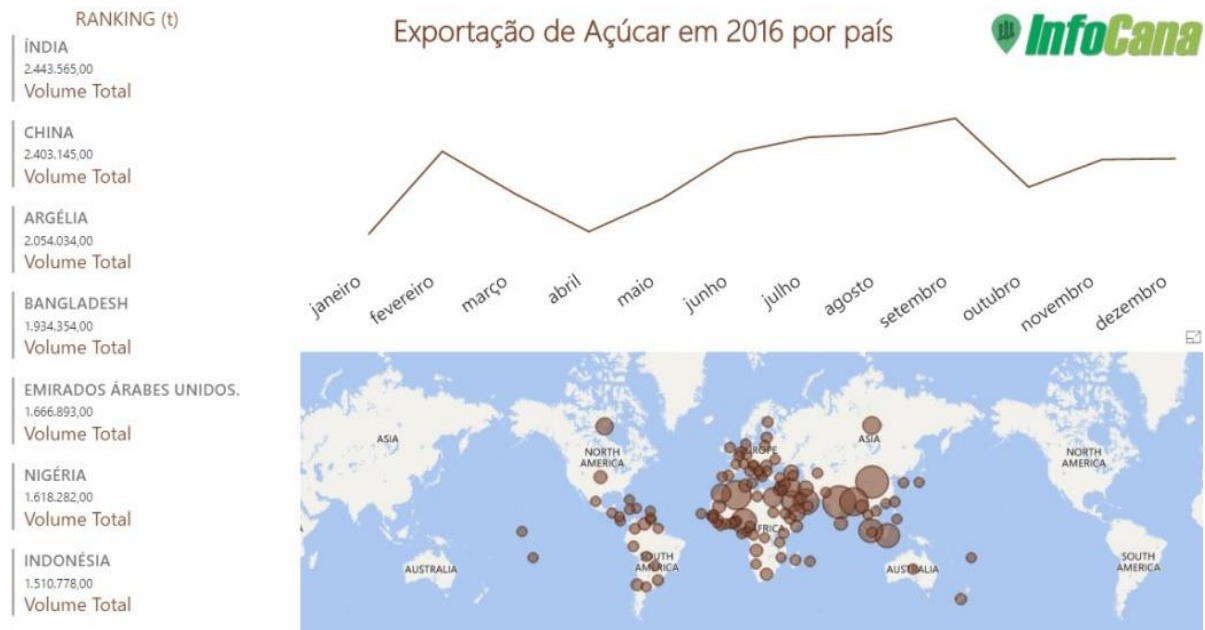 RANKING (t)
ÍNDIA
2.443.565,00
Volume Total
CHINA
2.403.145,00
Volume Total
ARGÉLIA
2.054.034,00
Volume Total
BANGLADESH
1.934.354,00
Volume Total
EMIRADOS ÁRABES UNIDOS.
1.666.893,00
Volume Total
NIGÉRIA
1.618.282,00
Volume Total
INDONÉSIA
1.510.778,00
Volume Total
Exportação de Açúcar em 2016 por país
InfoCana
janeiro
fevereiro
março
abril
maio
junho
julho
agosto
setembro
outubro
novembro
dezembro
ASIA
NORTH
AMERICA
EUROPE
ASIA
NORTH
AMERICA
AFRICA
AUSTRALIA
SOUTH
AMERICA
AUSTRALIA
SOUTH
AMERICA